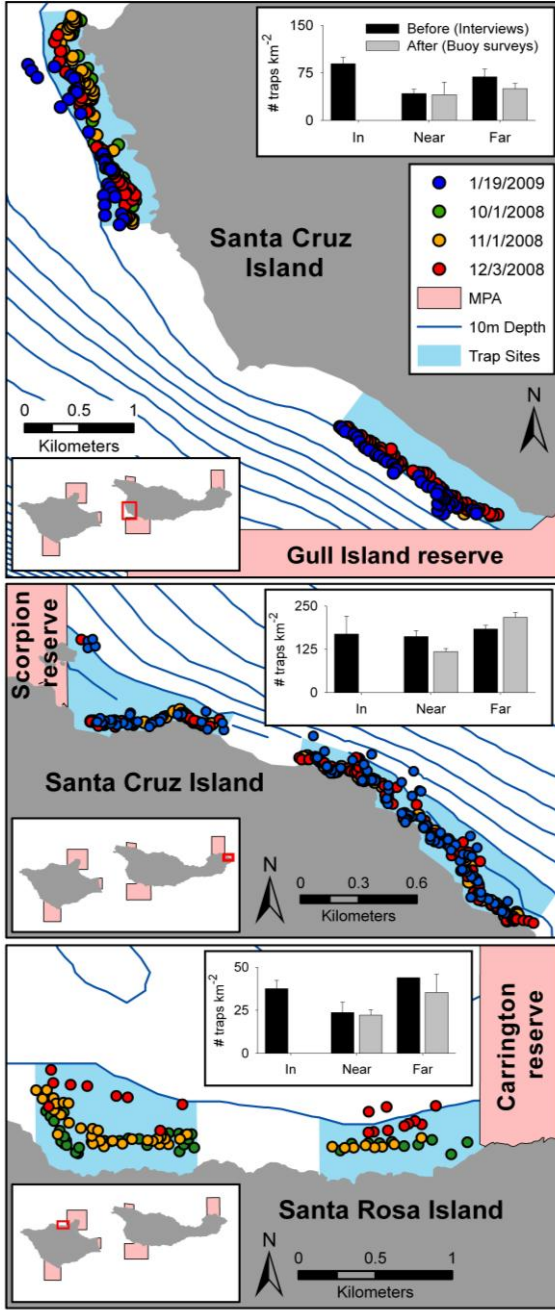 Before (Interviews)
After (Buoy surveys)
# traps km-2
150
75
0
In
Near
Far
1/19/2009
10/1/2008
11/1/2008
12/3/2008
MPA
10m Depth
Trap Sites
Santa Cruz
Island
N
0
0.5
1
Kilometers
Gull Island reserve
Scorpion
reserve
# traps km-2
250
125
0
In
Near
Far
Santa Cruz Island
N
0
0.3
0.6
Kilometers
# traps km-2
50
25
0
In
Near
Far
Carrington
reserve
Santa Rosa Island
N
0
0.5
1
Kilometers